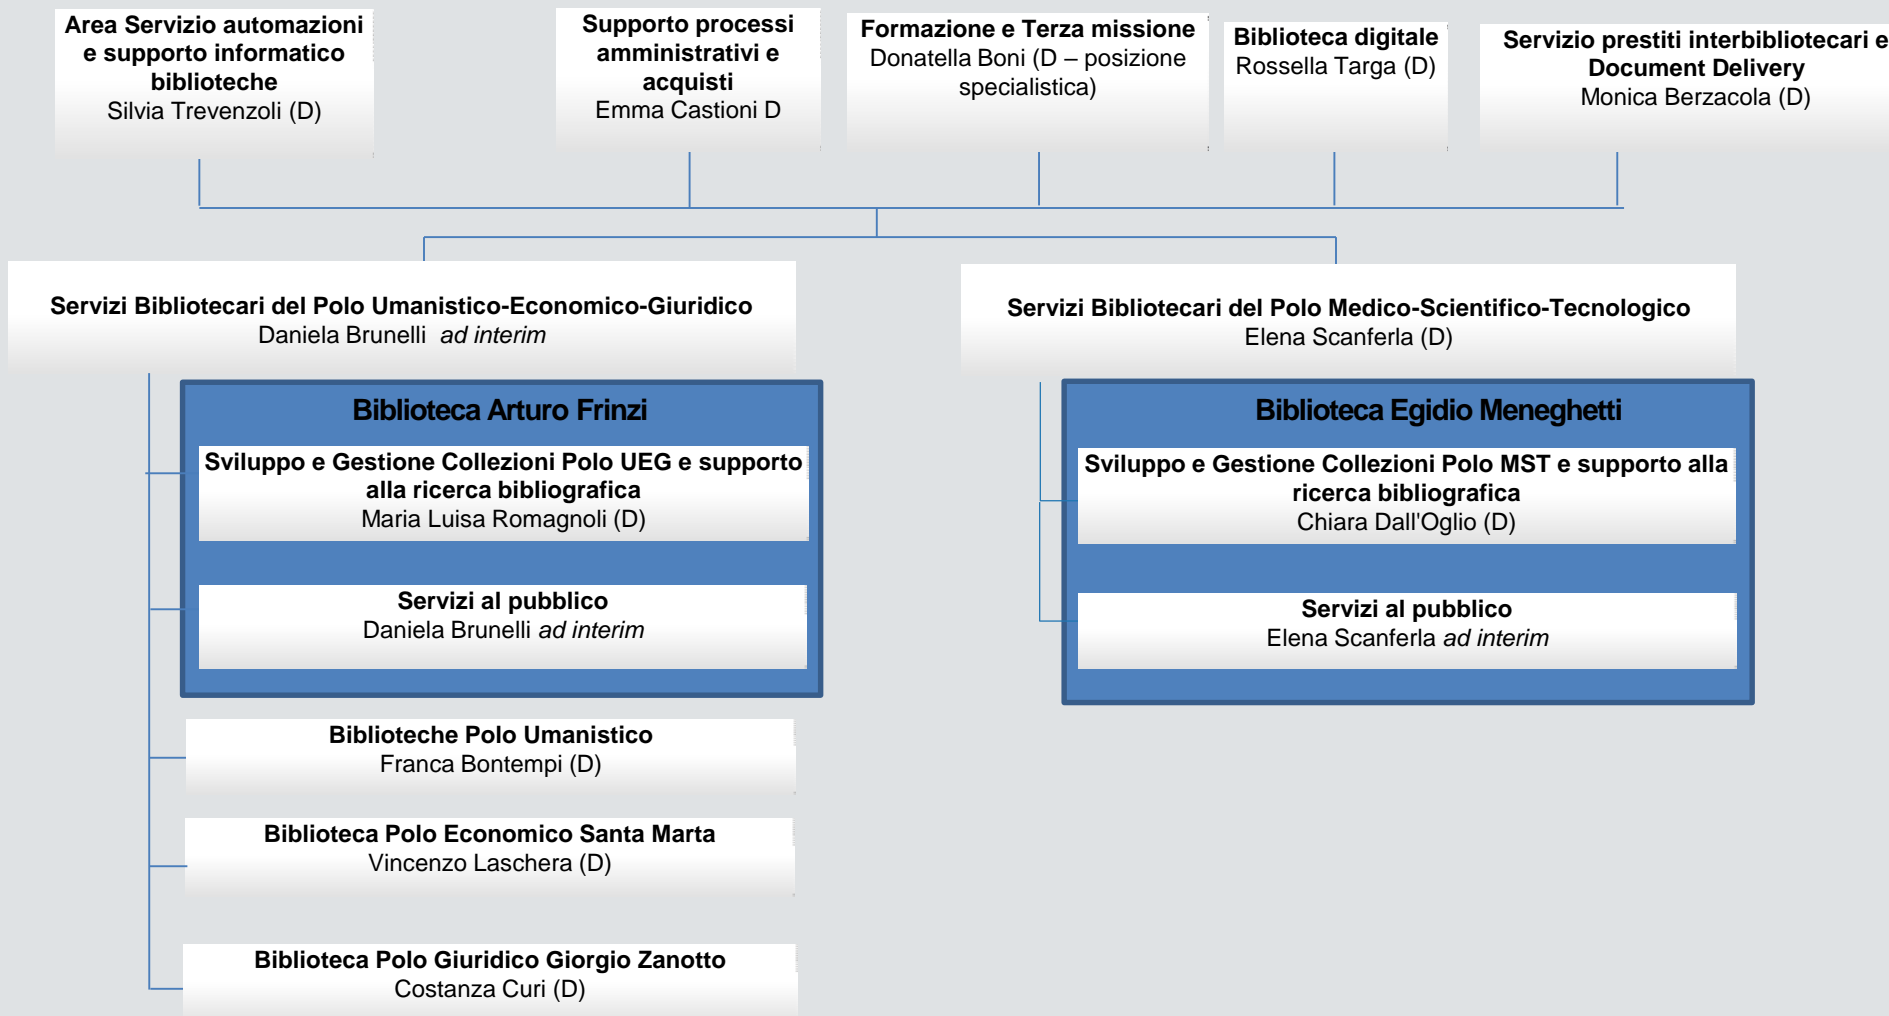 Area Servizio automazioni
e supporto informatico
biblioteche
Silvia Trevenzoli (D)
Supporto processi
amministrativi e
acquisti
Emma Castioni D
Formazione e Terza missione
Donatella Boni (D – posizione
specialistica)
Biblioteca digitale
Rossella Targa (D)
Servizio prestiti interbibliotecari e
Document Delivery
Monica Berzacola (D)
Servizi Bibliotecari del Polo Umanistico-Economico-Giuridico
Daniela Brunelli ad interim
Servizi Bibliotecari del Polo Medico-Scientifico-Tecnologico
Elena Scanferla (D)
Biblioteca Arturo Frinzi
Sviluppo e Gestione Collezioni Polo UEG e supporto
alla ricerca bibliografica
Maria Luisa Romagnoli (D)
Servizi al pubblico
Daniela Brunelli ad interim
Biblioteca Egidio Meneghetti
Sviluppo e Gestione Collezioni Polo MST e supporto alla
ricerca bibliografica
Chiara Dall'Oglio (D)
Servizi al pubblico
Elena Scanferla ad interim
Biblioteche Polo Umanistico
Franca Bontempi (D)
Biblioteca Polo Economico Santa Marta
Vincenzo Laschera (D)
Biblioteca Polo Giuridico Giorgio Zanotto
Costanza Curi (D)